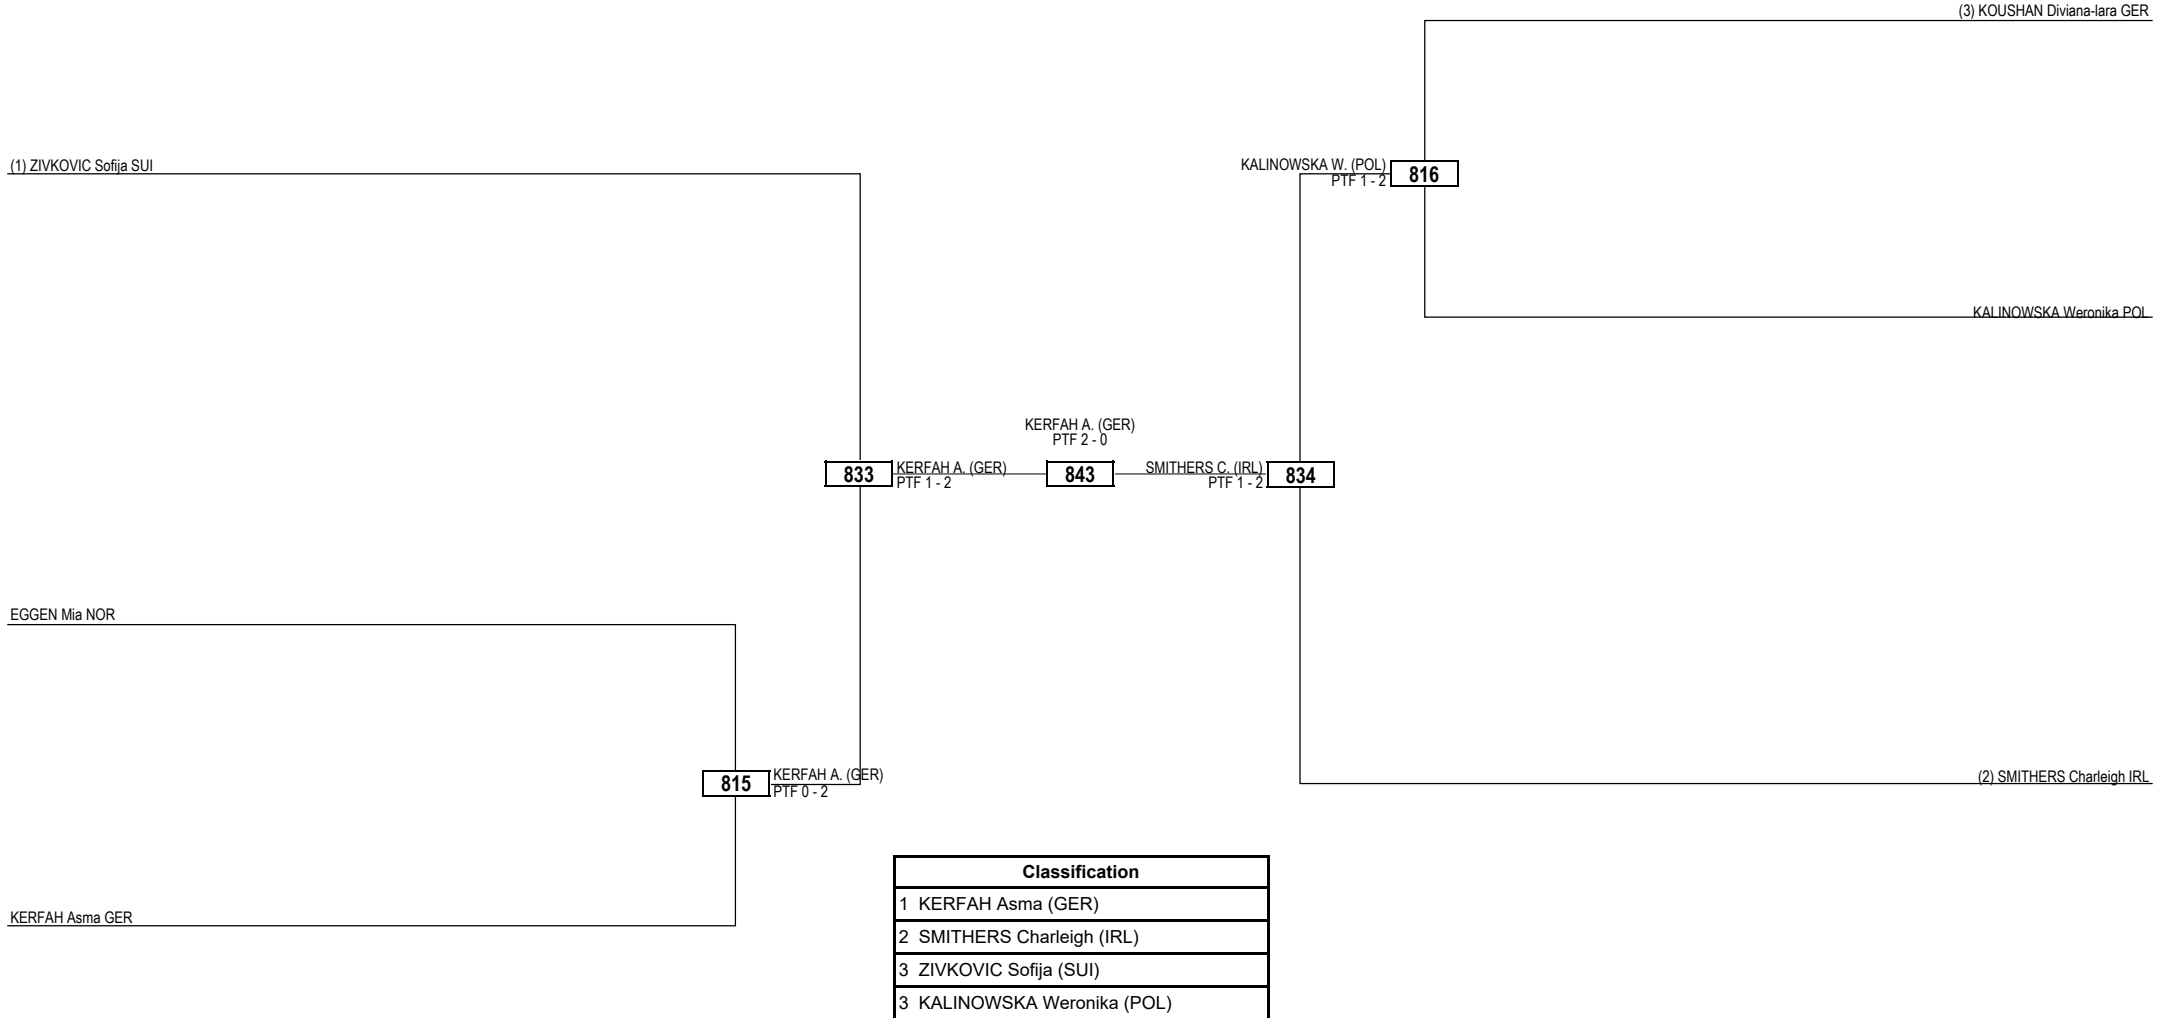 (3) KOUSHAN Diviana-lara GER
(1) ZIVKOVIC Sofija SUI
KALINOWSKA W. (POL)
PTF 1 - 2
816
KALINOWSKA Weronika POL
KERFAH A. (GER)
PTF 2 - 0
833
KERFAH A. (GER)
PTF 1 - 2
843
SMITHERS C. (IRL)
PTF 1 - 2
834
EGGEN Mia NOR
815
KERFAH A. (GER)
PTF 0 - 2
(2) SMITHERS Charleigh IRL
KERFAH Asma GER
Classification
1 KERFAH Asma (GER)
2 SMITHERS Charleigh (IRL)
3 ZIVKOVIC Sofija (SUI)
3 KALINOWSKA Weronika (POL)